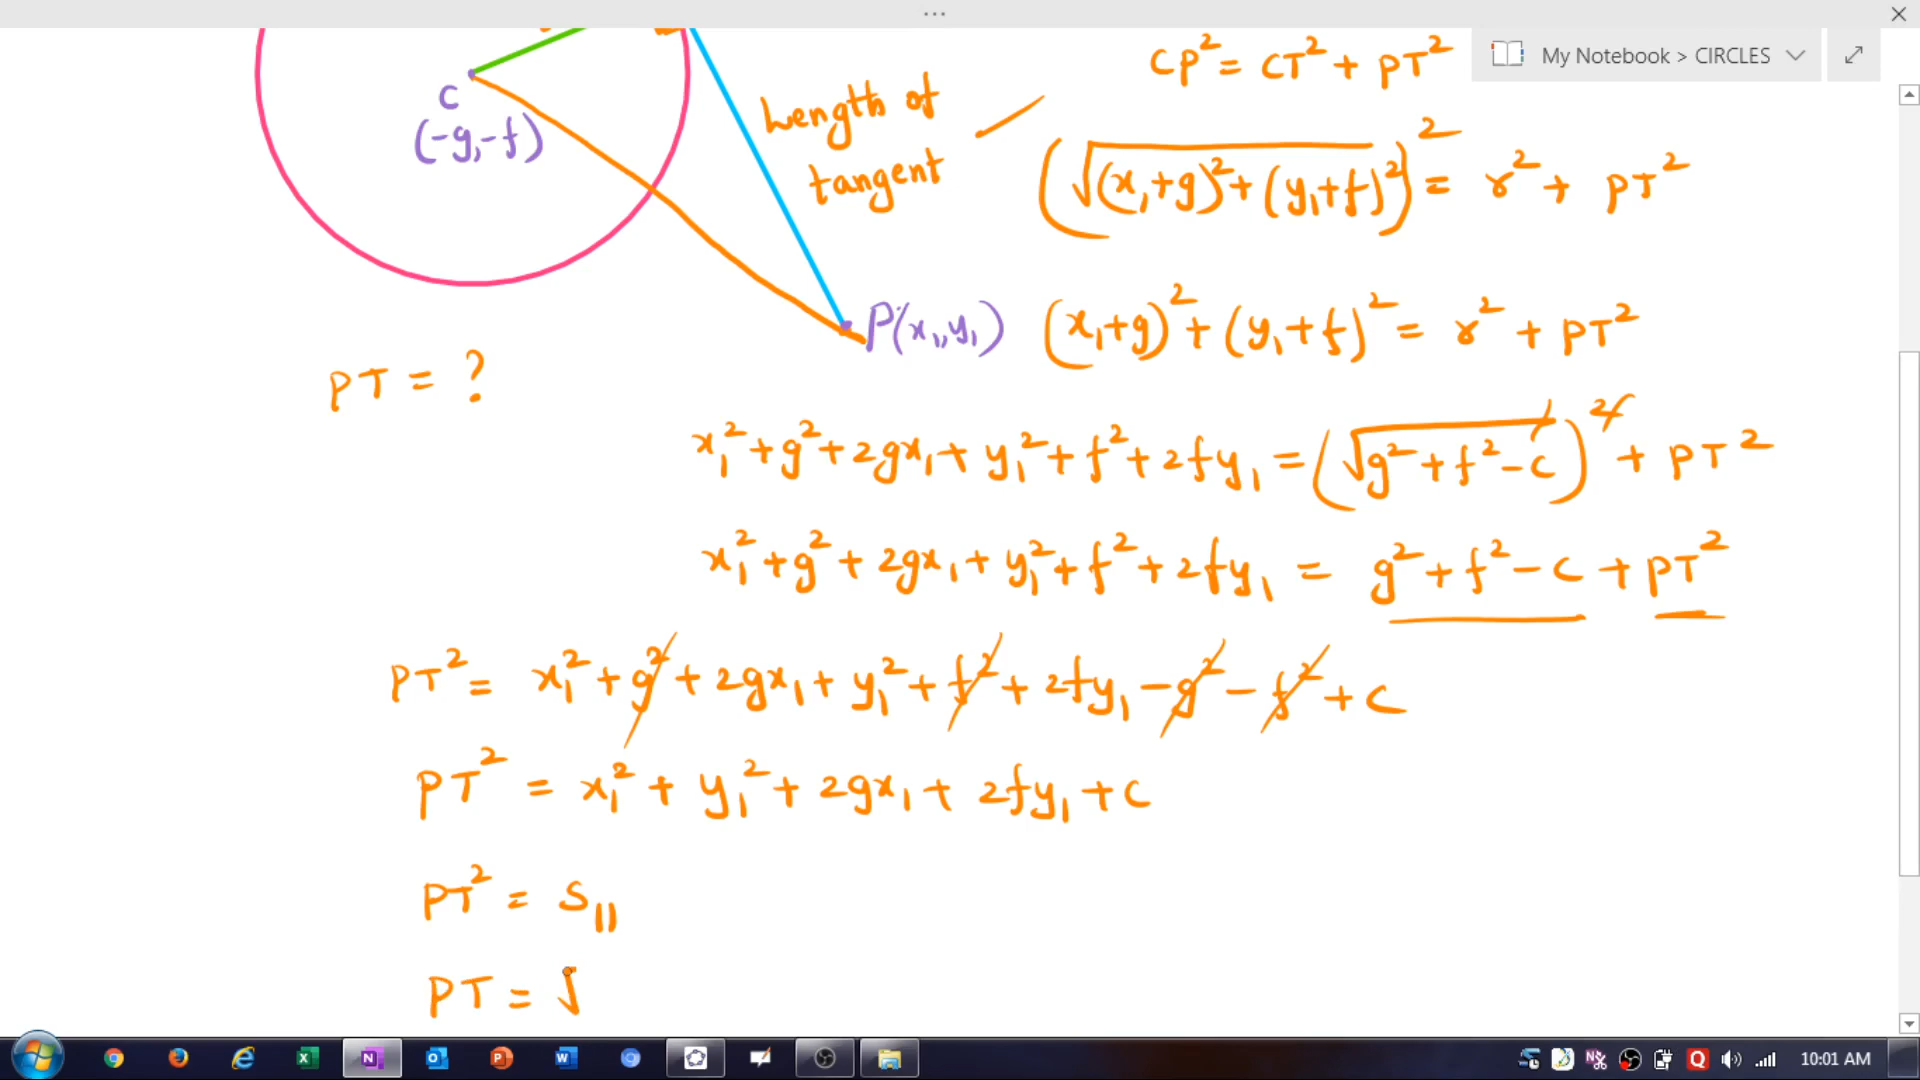 My Notebook > CIRCLES
CP² = CT² + PT²
C
(-g,-f)
Length of
tangent
(√(x₁+g)²+(y₁+f)²)² = r² + PT²
P(x₁,y₁)
(x₁+g)²+(y₁+f)² = r² + PT²
PT = ?
x₁²+g²+2gx₁+y₁²+f²+2fy₁ = (√g²+f²-c)² + PT²
x₁²+g²+2gx₁+y₁²+f²+2fy₁ = g²+f²-c+PT²
PT² = x₁²+g²+2gx₁+y₁²+f²+2fy₁-g²-f²+c
PT² = x₁²+y₁²+2gx₁+2fy₁+c
PT² = S₁₁
PT = √
10:01 AM